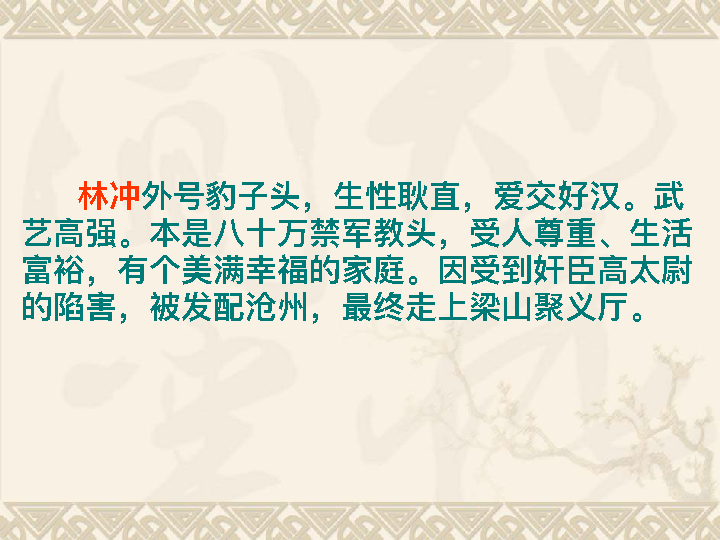 林冲外号豹子头，生性耿直，爱交好汉。武
艺高强。本是八十万禁军教头，受人尊重、生活
富裕，有个美满幸福的家庭。因受到奸臣高太尉
的陷害，被发配沧州，最终走上梁山聚义厅。